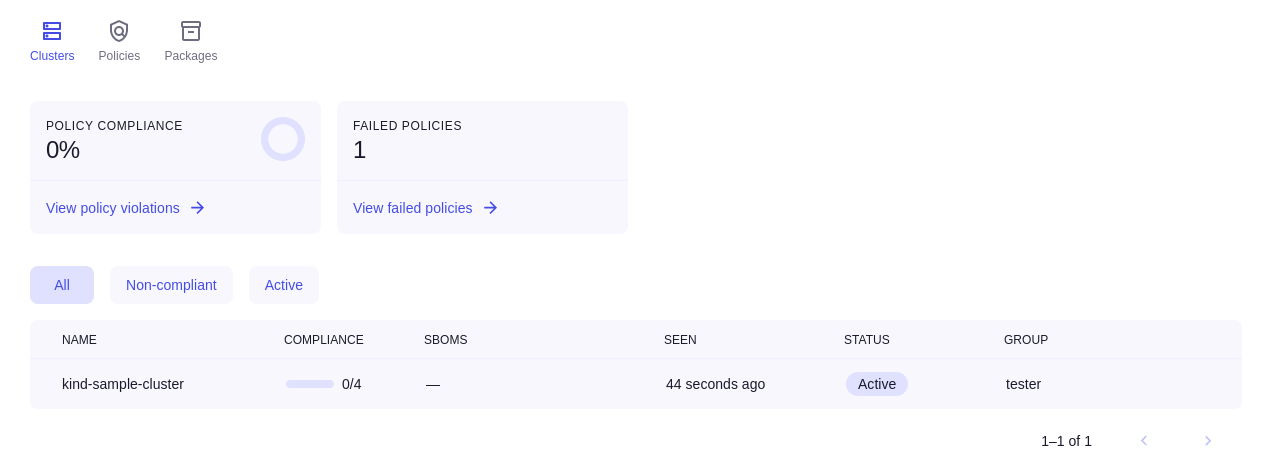 Clusters Policies Packages
POLICY COMPLIANCE
0%
View policy violations
FAILED POLICIES
1
View failed policies
All Non-compliant Active
NAME COMPLIANCE SBOMS SEEN STATUS GROUP
kind-sample-cluster 0/4 — 44 seconds ago Active tester
1–1 of 1